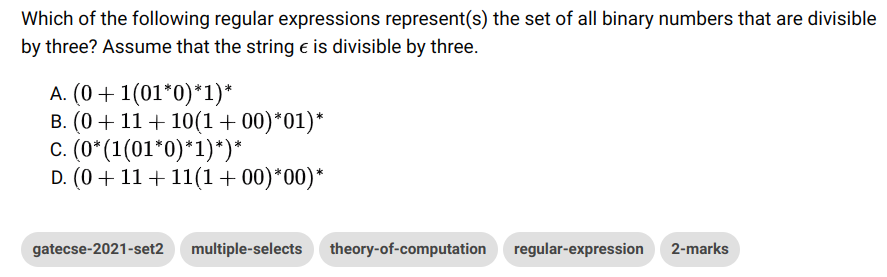 Which of the following regular expressions represent(s) the set of all binary numbers that are divisible
by three? Assume that the string ϵ is divisible by three.
A. (0 + 1(01*0)*1)*
B. (0 + 11 + 10(1 + 00)*01)*
C. (0*(1(01*0)*1)*)*
D. (0 + 11 + 11(1 + 00)*00)*
gatecse-2021-set2 multiple-selects theory-of-computation regular-expression 2-marks